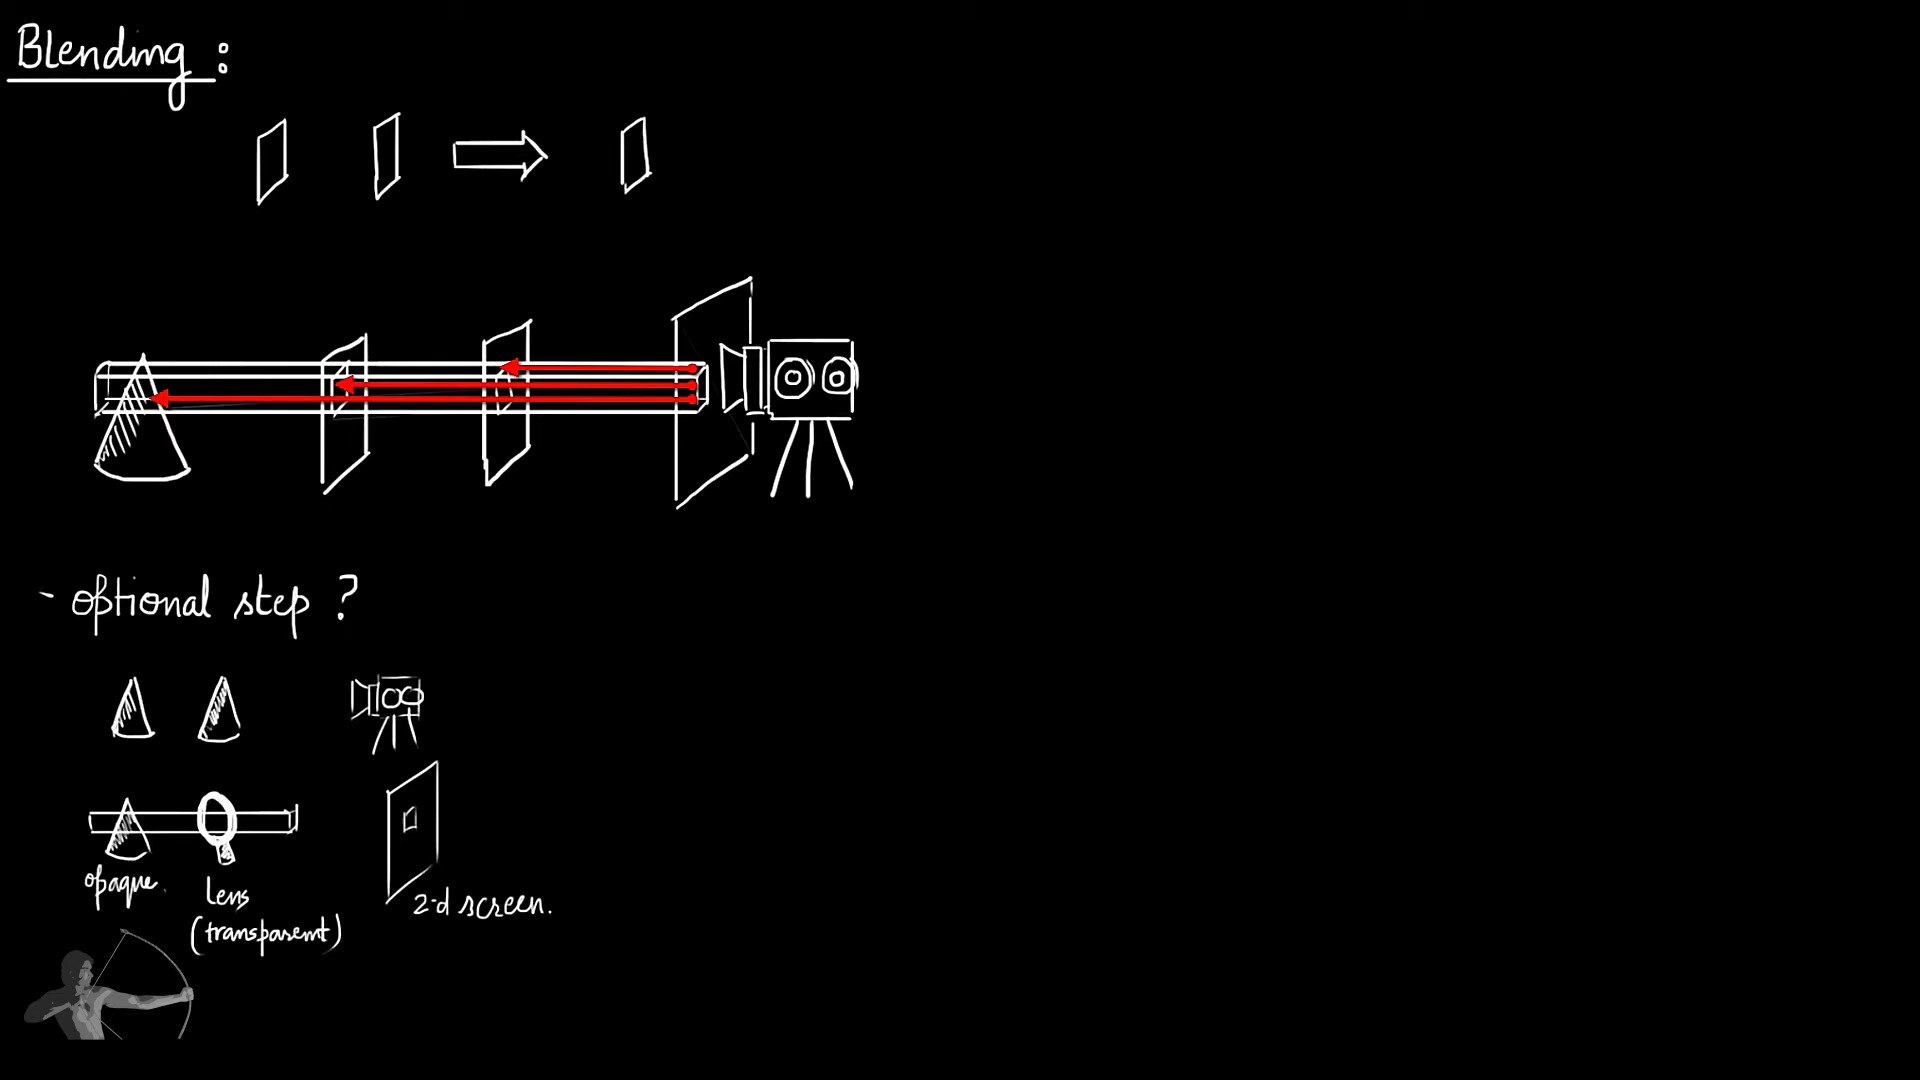 Blending :
- optional step ?
opaque.
Lens
(transparent)
2-d screen.